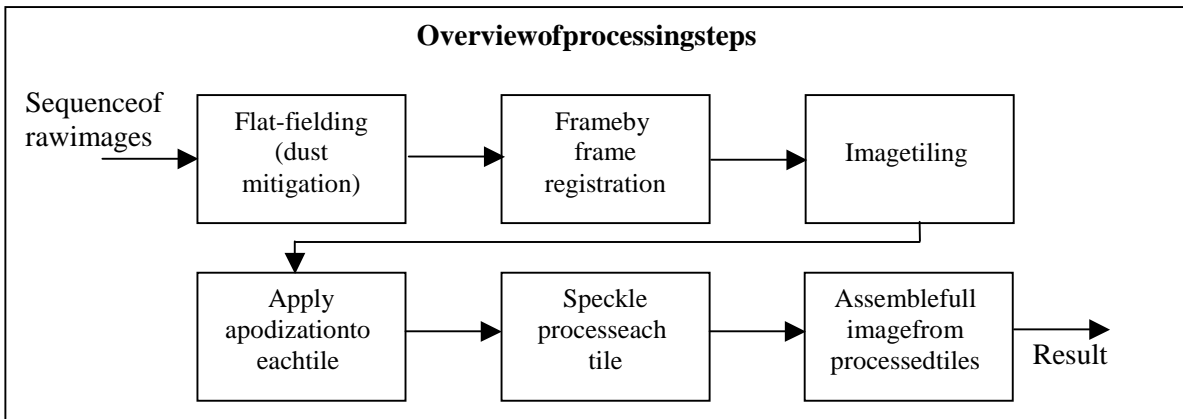 Overviewofprocessingsteps
Sequenceof
rawimages
Flat-fielding
(dust
mitigation)
Frameby
frame
registration
Imagetiling
Apply
apodizationto
eachtile
Speckle
processeach
tile
Assemblefull
imagefrom
processedtiles
Result